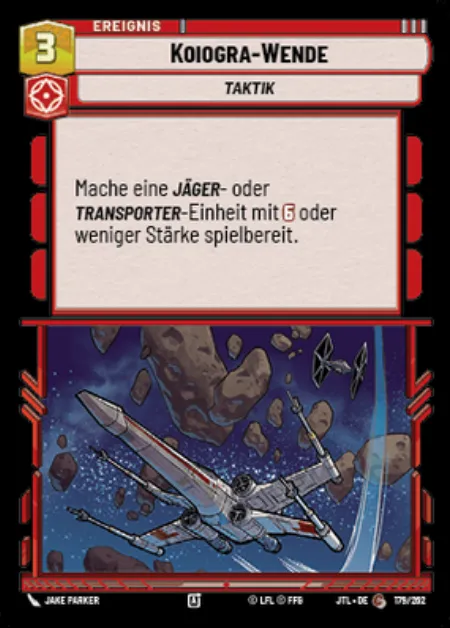 EREIGNIS
3
KOIOGRA-WENDE
TAKTIK
Mache eine JÄGER- oder
TRANSPORTER-Einheit mit 6 oder
weniger Stärke spielbereit.
JAKE PARKER
© LFL © FFG
JTL • DE
179/262